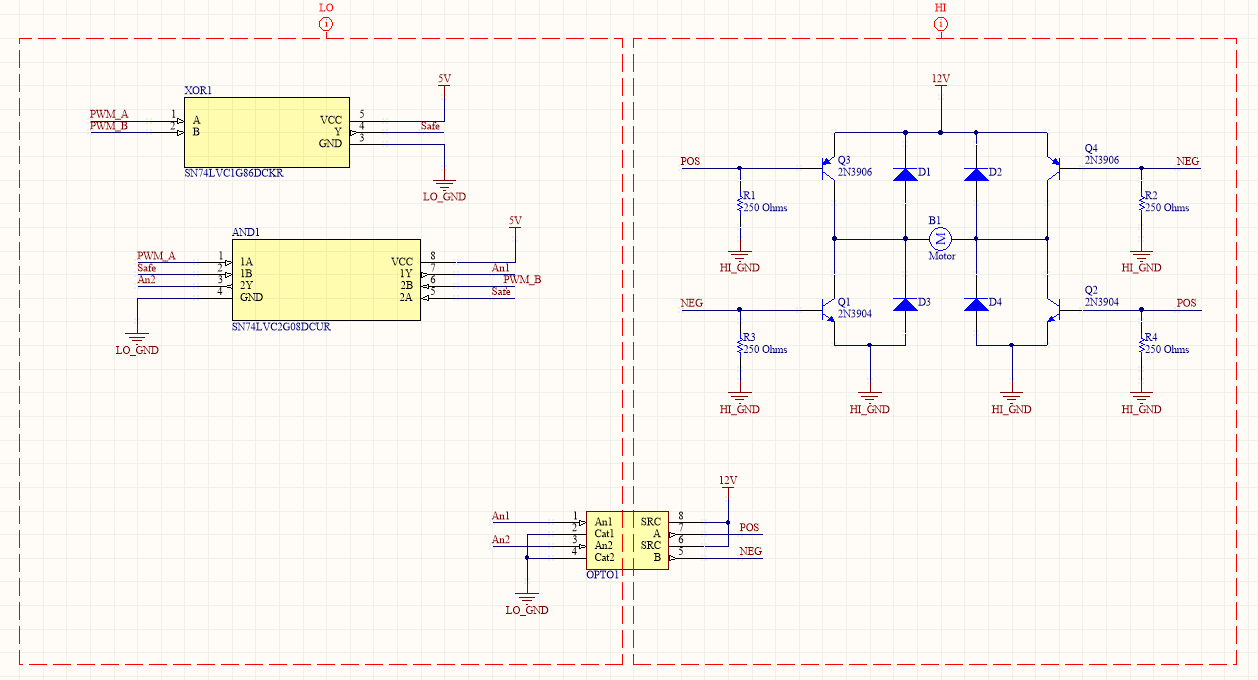 LO
1
HI
1
XOR1
PWM_A
PWM_B
1
2
A
B
VCC
Y
GND
5
4
3
5V
Safe
LO_GND
SN74LVC1G86DCKR
AND1
PWM_A
Safe
An2
1
2
3
4
1A
1B
2Y
GND
VCC
1Y
2B
2A
8
7
6
5
5V
An1
PWM_B
Safe
LO_GND
SN74LVC2G08DCUR
12V
POS
Q3
2N3906
D1
D2
Q4
2N3906
NEG
R1
250 Ohms
HI_GND
B1
M
Motor
R2
250 Ohms
HI_GND
NEG
Q1
2N3904
D3
D4
Q2
2N3904
POS
R3
250 Ohms
HI_GND
HI_GND
HI_GND
R4
250 Ohms
HI_GND
An1
An2
1
2
3
4
An1
Cat1
An2
Cat2
SRC
A
SRC
B
8
7
6
5
12V
POS
NEG
OPTO1
LO_GND